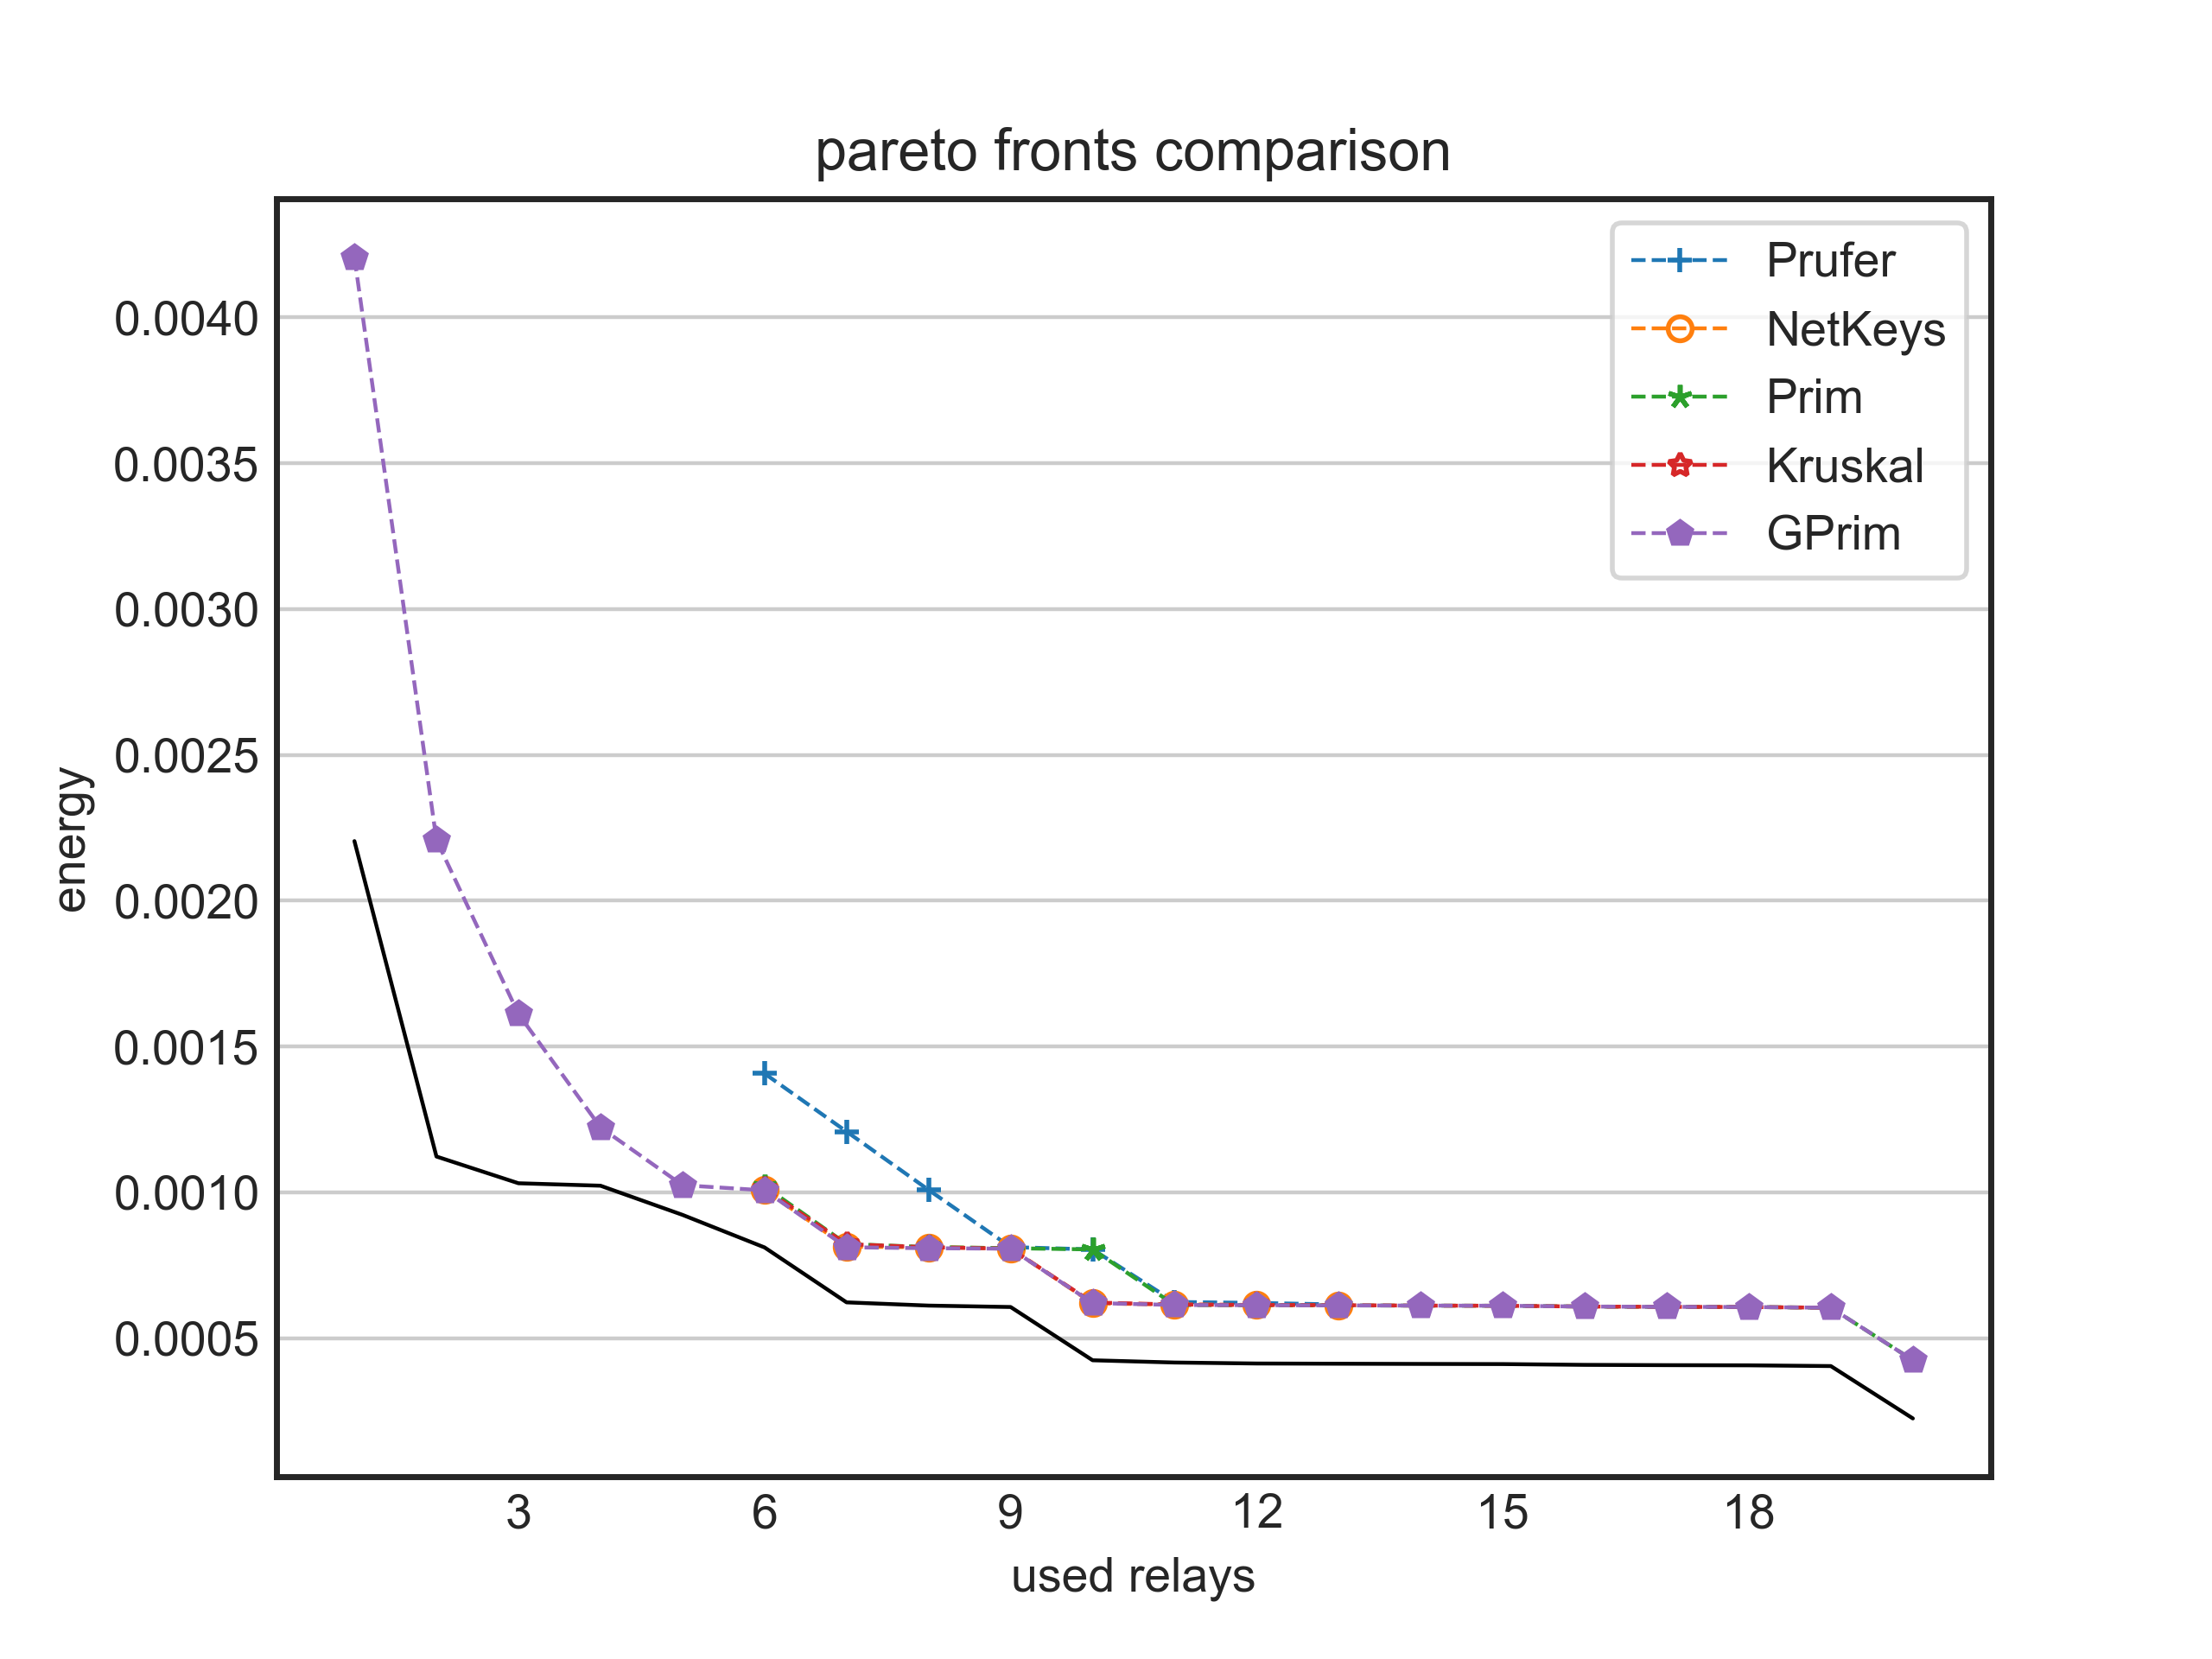 pareto fronts comparison
Prufer
NetKeys
Prim
Kruskal
GPrim
0.0040
0.0035
0.0030
0.0025
0.0020
0.0015
0.0010
0.0005
energy
3 6 9 12 15 18
used relays